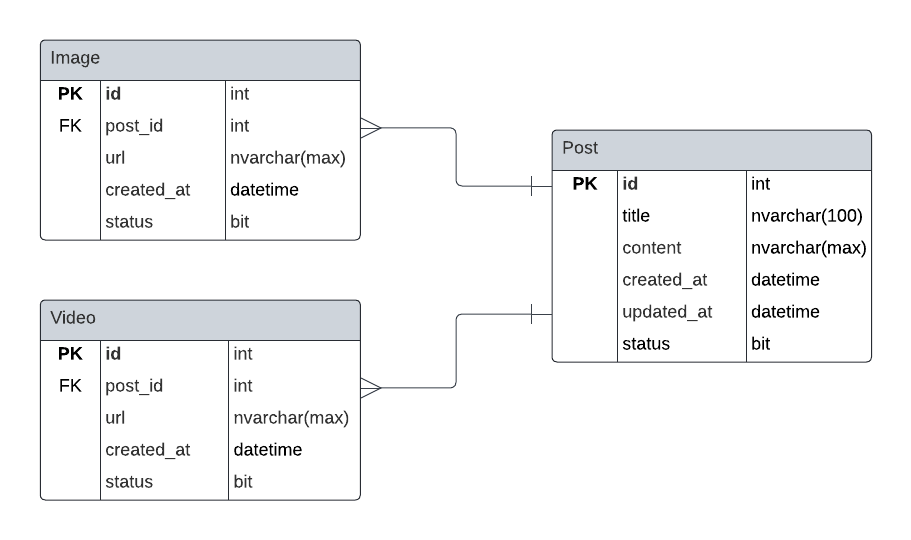 Image
PK id int
FK post_id int
url nvarchar(max)
created_at datetime
status bit
Post
PK id int
title nvarchar(100)
content nvarchar(max)
created_at datetime
updated_at datetime
status bit
Video
PK id int
FK post_id int
url nvarchar(max)
created_at datetime
status bit